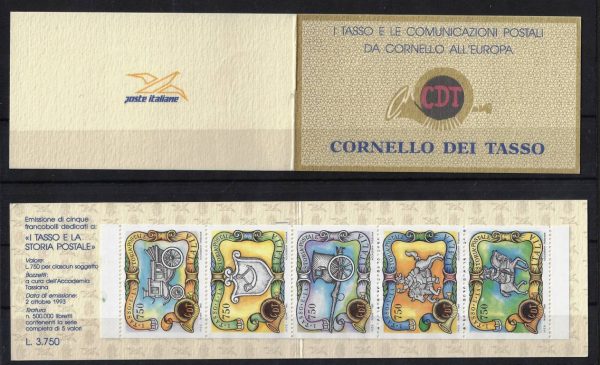 I TASSO E LE COMUNICAZIONI POSTALI
DA CORNELLO ALL'EUROPA
CDT
CORNELLO DEI TASSO
poste italiane
Emissione di cinque
francobolli dedicati a:
«I TASSO E LA
STORIA POSTALE»
Valore:
L. 750 per ciascun soggetto
Bozzetti:
a cura dell'Accademia
Tassiana
Data di emissione:
2 ottobre 1993
Tiratura
n. 500.000 libretti
contenenti la serie
completa di 5 valori
L. 3.750
750
750
750
750
750